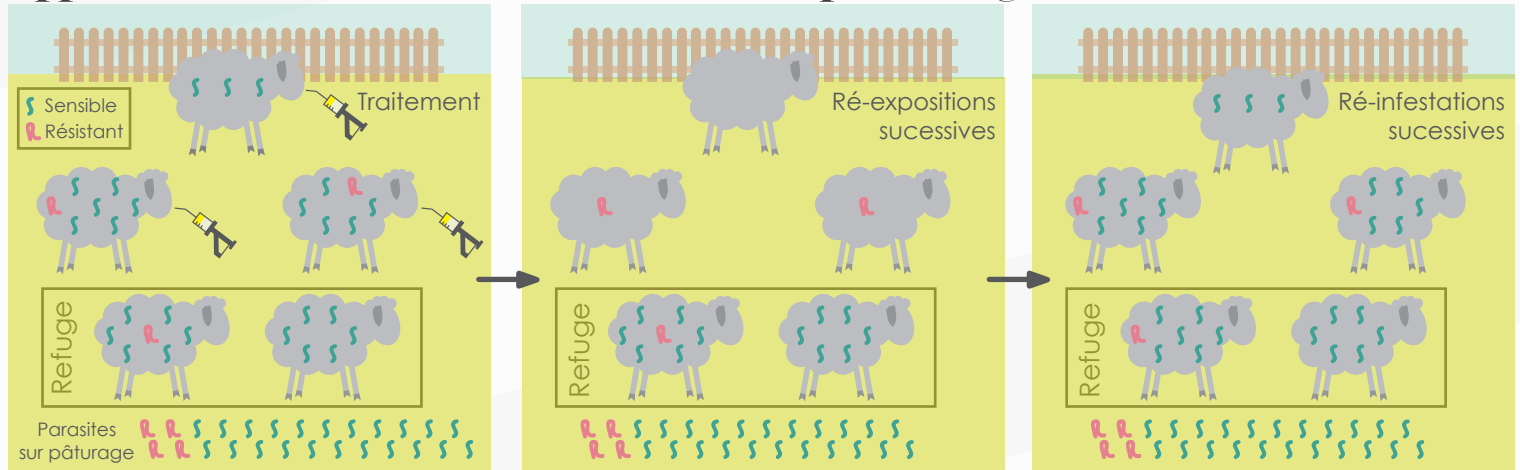 Sensible
Résistant
Traitement
Refuge
Parasites
sur pâturage
Ré-expositions
sucessives
Refuge
Ré-infestations
sucessives
Refuge